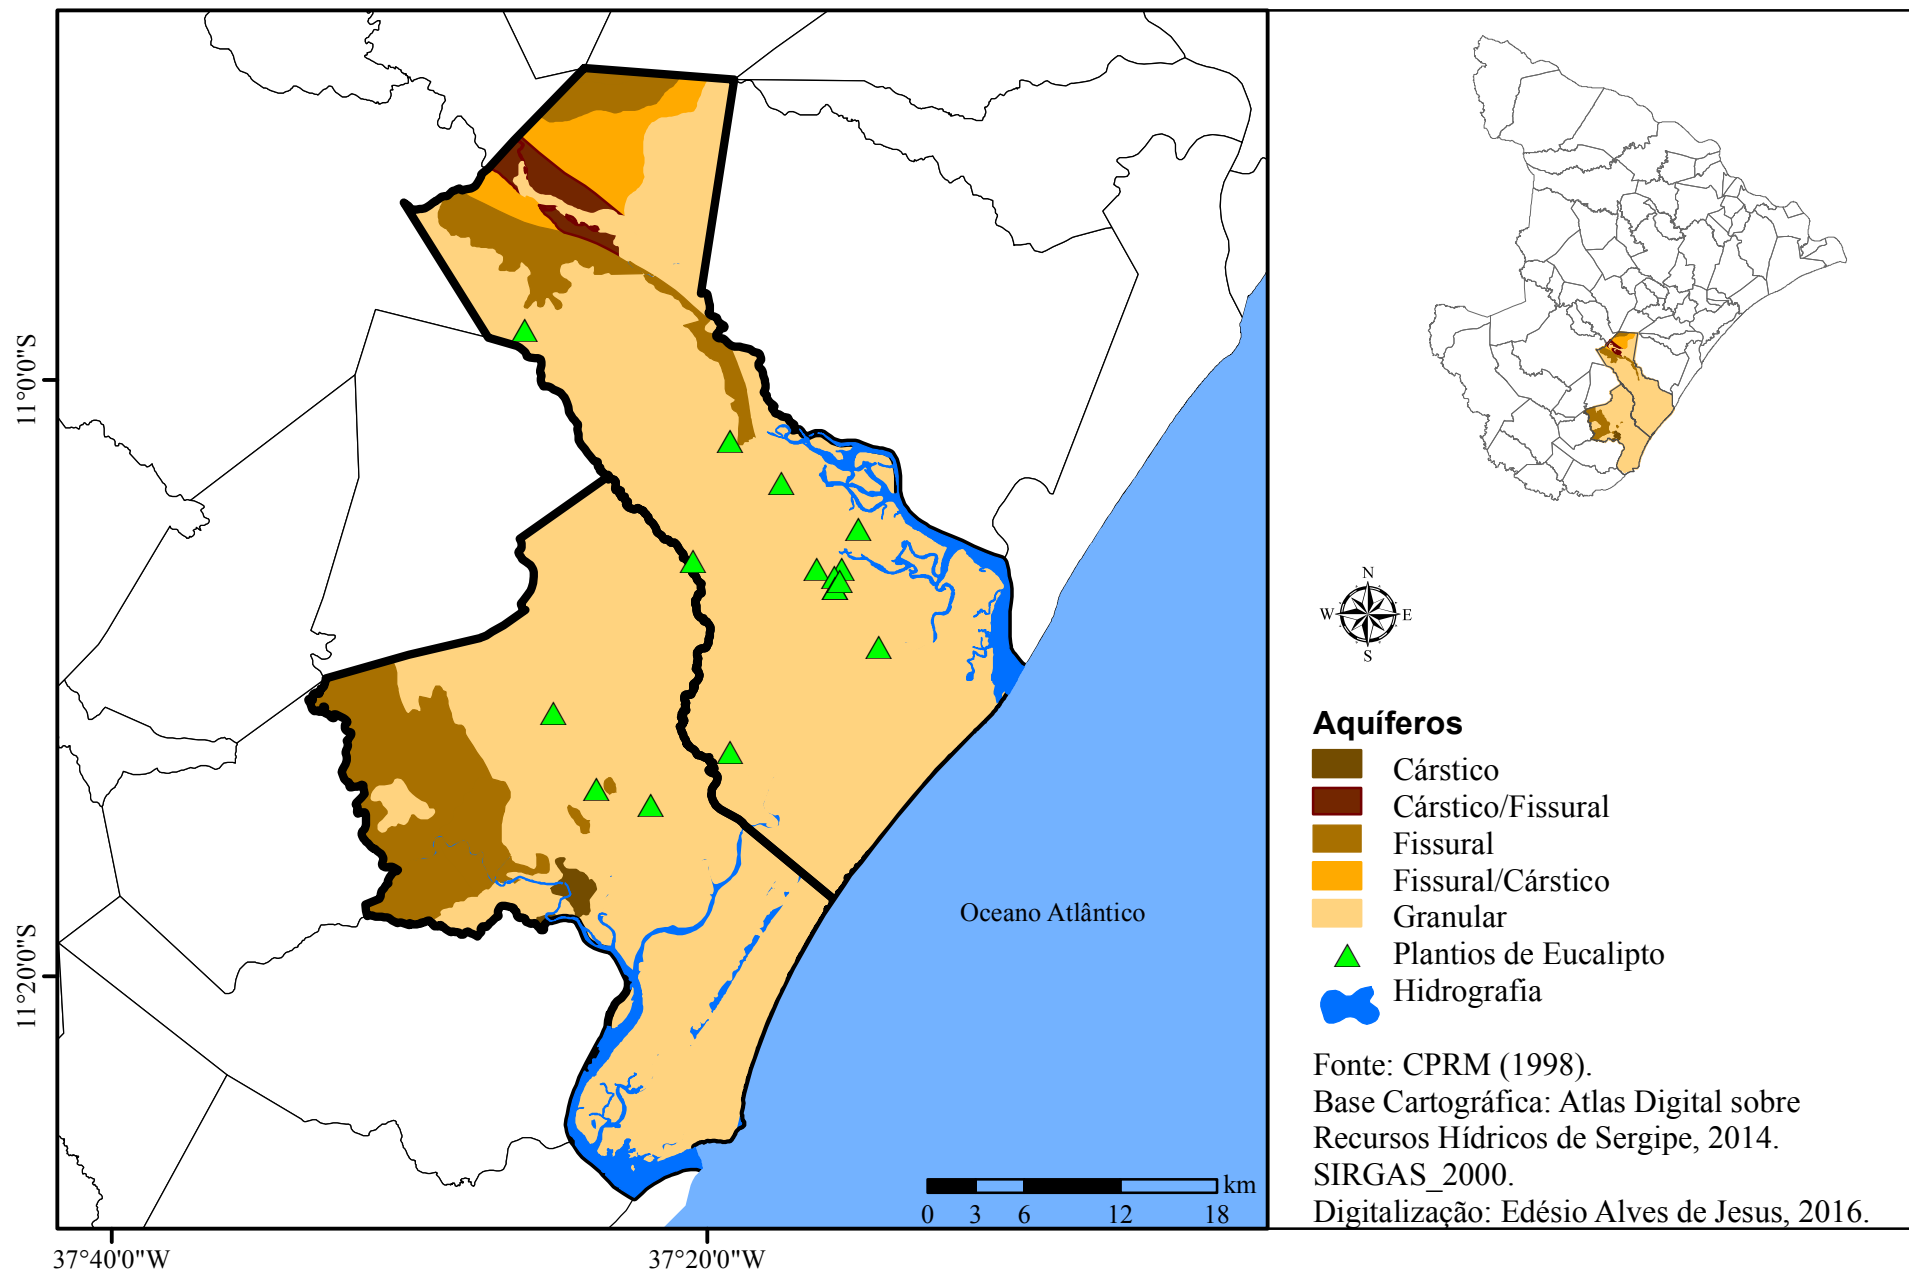 11°0'0"S
11°20'0"S
37°40'0"W
37°20'0"W
Oceano Atlântico
km
0 3 6 12 18
N
W E
S
Aquíferos
Cárstico
Cárstico/Fissural
Fissural
Fissural/Cárstico
Granular
Plantios de Eucalipto
Hidrografia
Fonte: CPRM (1998).
Base Cartográfica: Atlas Digital sobre
Recursos Hídricos de Sergipe, 2014.
SIRGAS_2000.
Digitalização: Edésio Alves de Jesus, 2016.